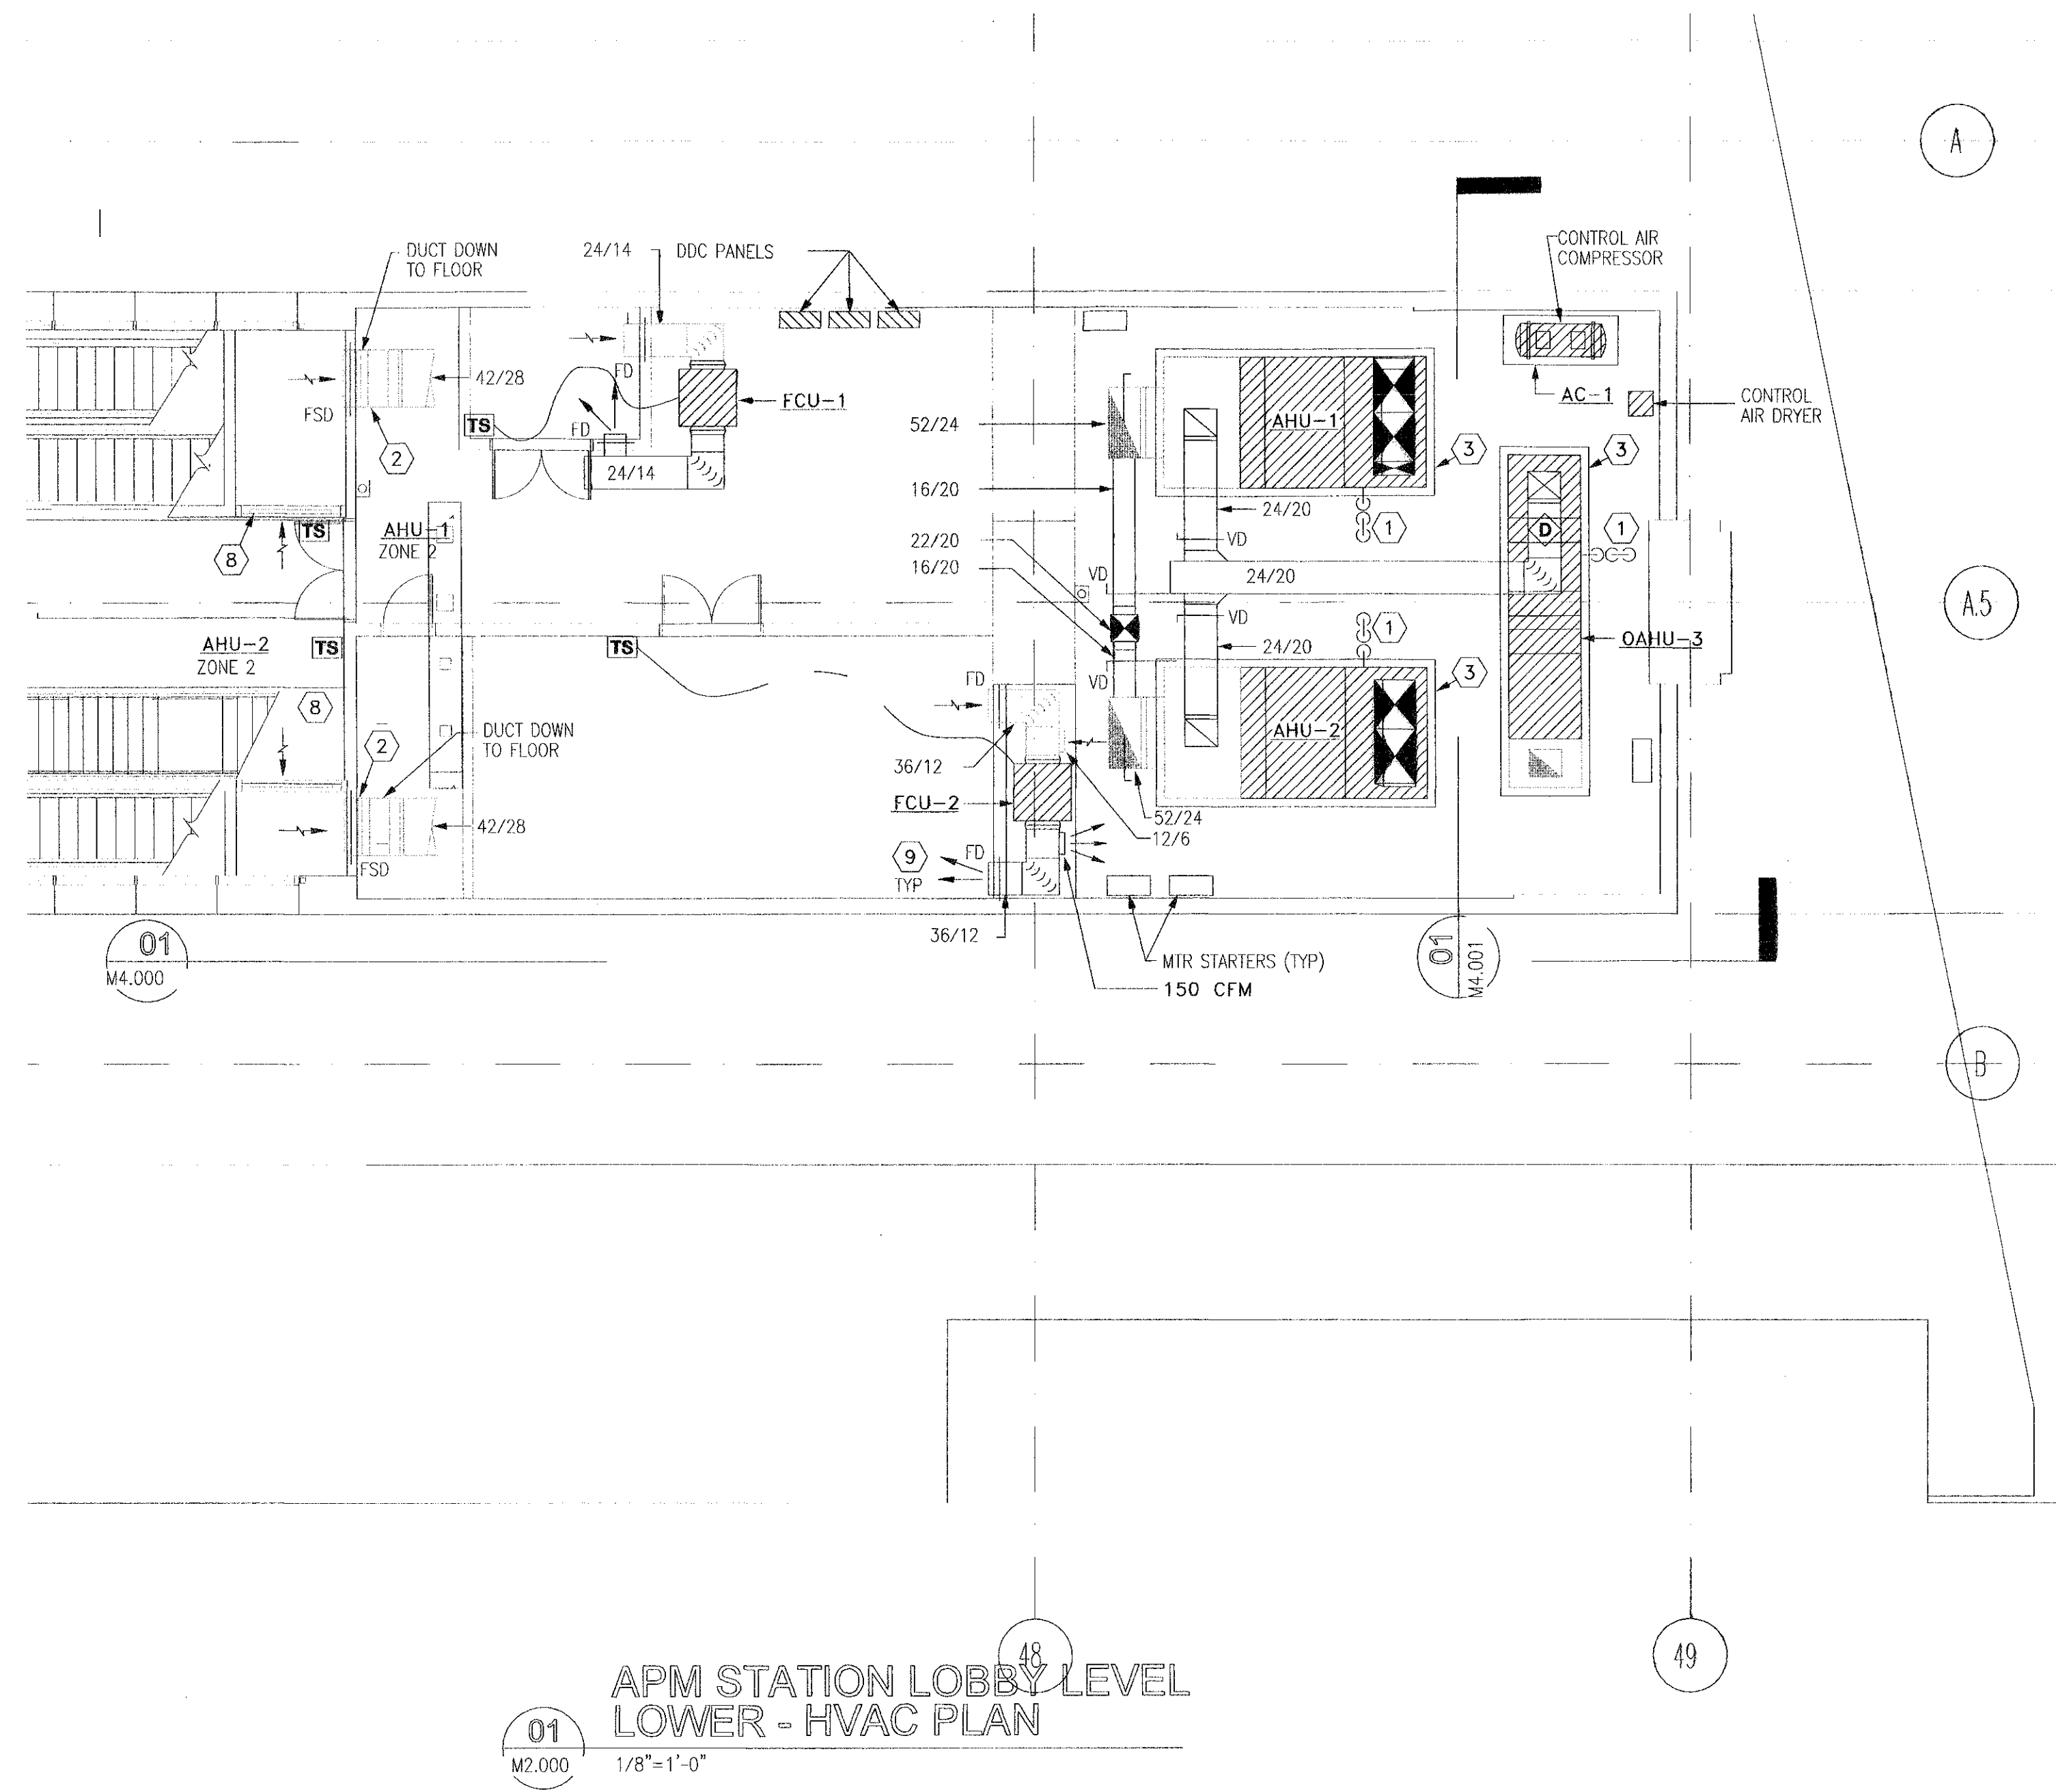 A
DUCT DOWN
TO FLOOR
24/14
DDC PANELS
CONTROL AIR
COMPRESSOR
42/28
FD
FCU-1
AC-1
CONTROL
AIR DRYER
FSD
TS
FD
52/24
AHU-1
3
3
2
24/14
16/20
24/20
1
D
1
TS
AHU-1
ZONE 2
8
22/20
VD
16/20
VD
24/20
A.5
VD
1
AHU-2
ZONE 2
TS
TS
24/20
OAHU-3
FD
VD
3
8
2
DUCT DOWN
TO FLOOR
AHU-2
36/12
FCU-2
52/24
12/6
42/28
FSD
9
TYP
FD
36/12
01
M4.000
MTR STARTERS (TYP)
150 CFM
01
M4.001
B
48
49
APM STATION LOBBY LEVEL
LOWER - HVAC PLAN
01
M2.000
1/8"=1'-0"